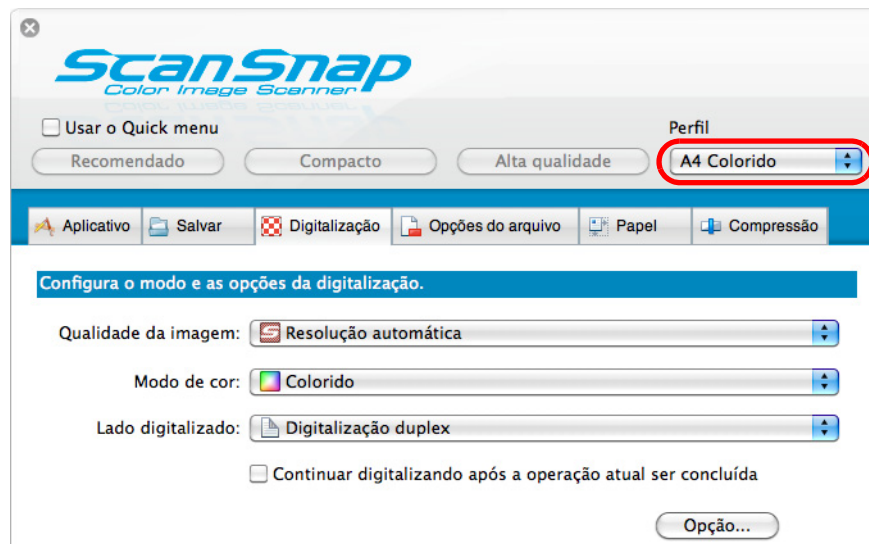 ScanSnap
Color Image Scanner
Usar o Quick menu
Perfil
Recomendado Compacto Alta qualidade A4 Colorido
Aplicativo Salvar Digitalização Opções do arquivo Papel Compressão
Configura o modo e as opções da digitalização.
Qualidade da imagem: Resolução automática
Modo de cor: Colorido
Lado digitalizado: Digitalização duplex
Continuar digitalizando após a operação atual ser concluída
Opção...